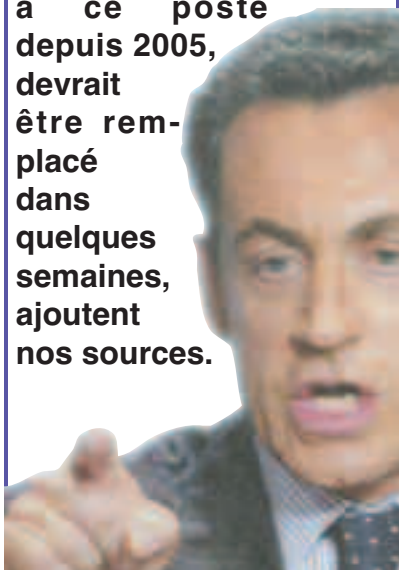 à ce poste
depuis 2005,
devrait
être rem-
placé
dans
quelques
semaines,
ajoutent
nos sources.